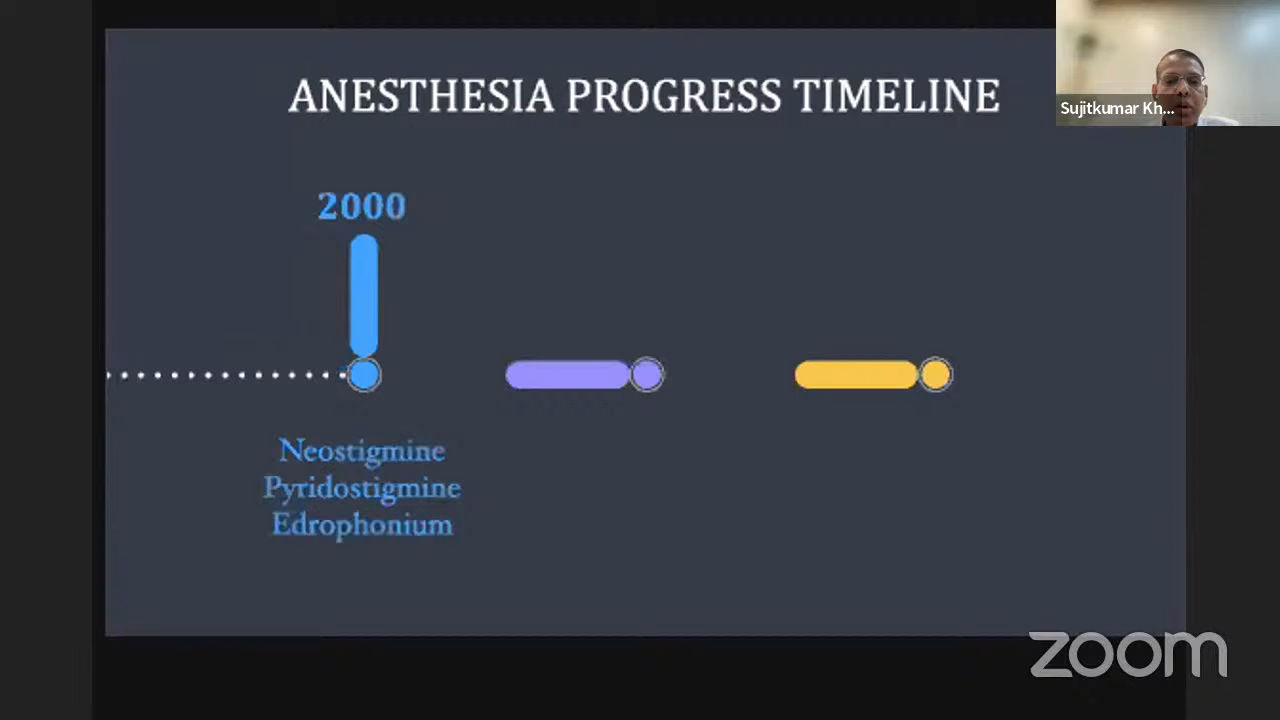 ANESTHESIA PROGRESS TIMELINE
Sujitkumar Kh...
2000
Neostigmine
Pyridostigmine
Edrophonium
zoom